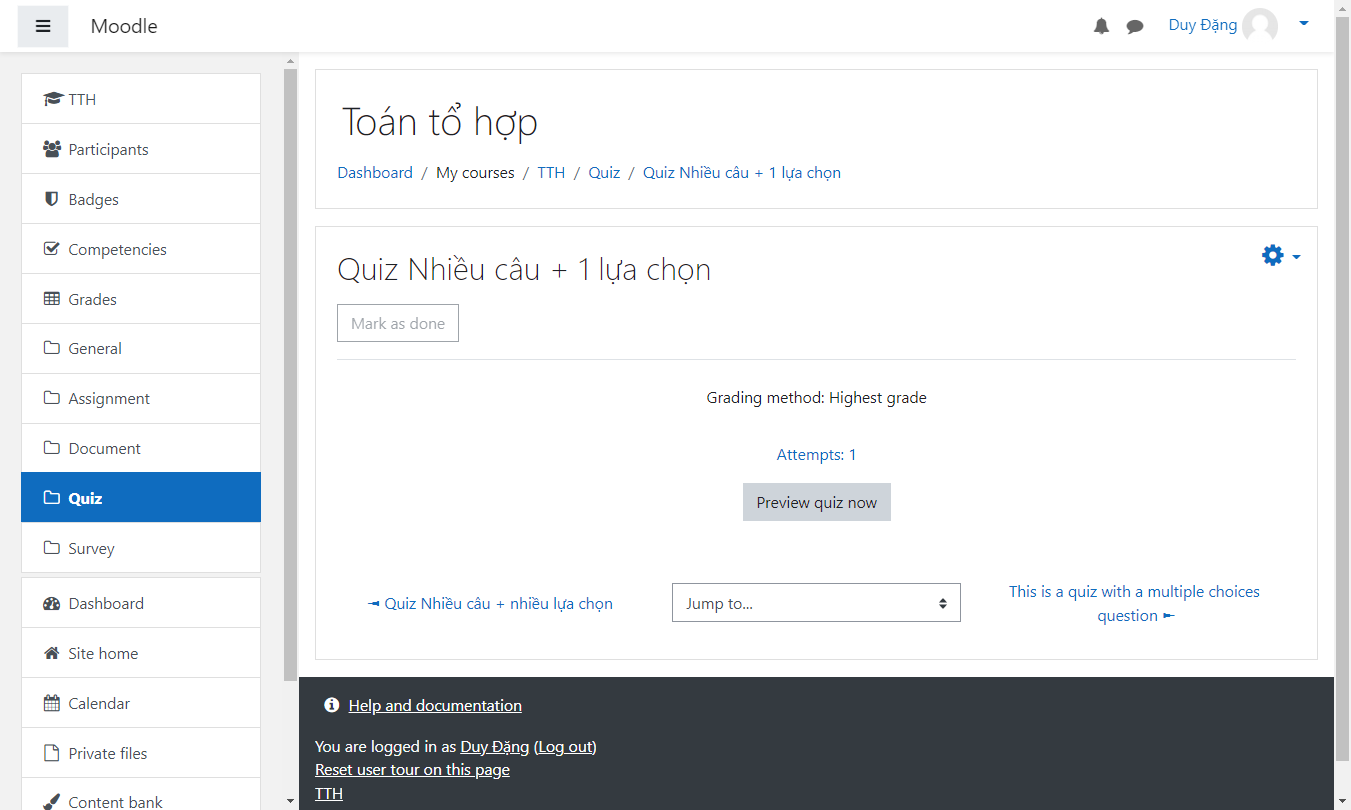 Moodle
Duy Đặng
TTH
Participants
Badges
Competencies
Grades
General
Assignment
Document
Quiz
Survey
Dashboard
Site home
Calendar
Private files
Content bank
Toán tổ hợp
Dashboard / My courses / TTH / Quiz / Quiz Nhiều câu + 1 lựa chọn
Quiz Nhiều câu + 1 lựa chọn
Mark as done
Grading method: Highest grade
Attempts: 1
Preview quiz now
◄ Quiz Nhiều câu + nhiều lựa chọn
Jump to...
This is a quiz with a multiple choices
question ►
Help and documentation
You are logged in as Duy Đặng (Log out)
Reset user tour on this page
TTH